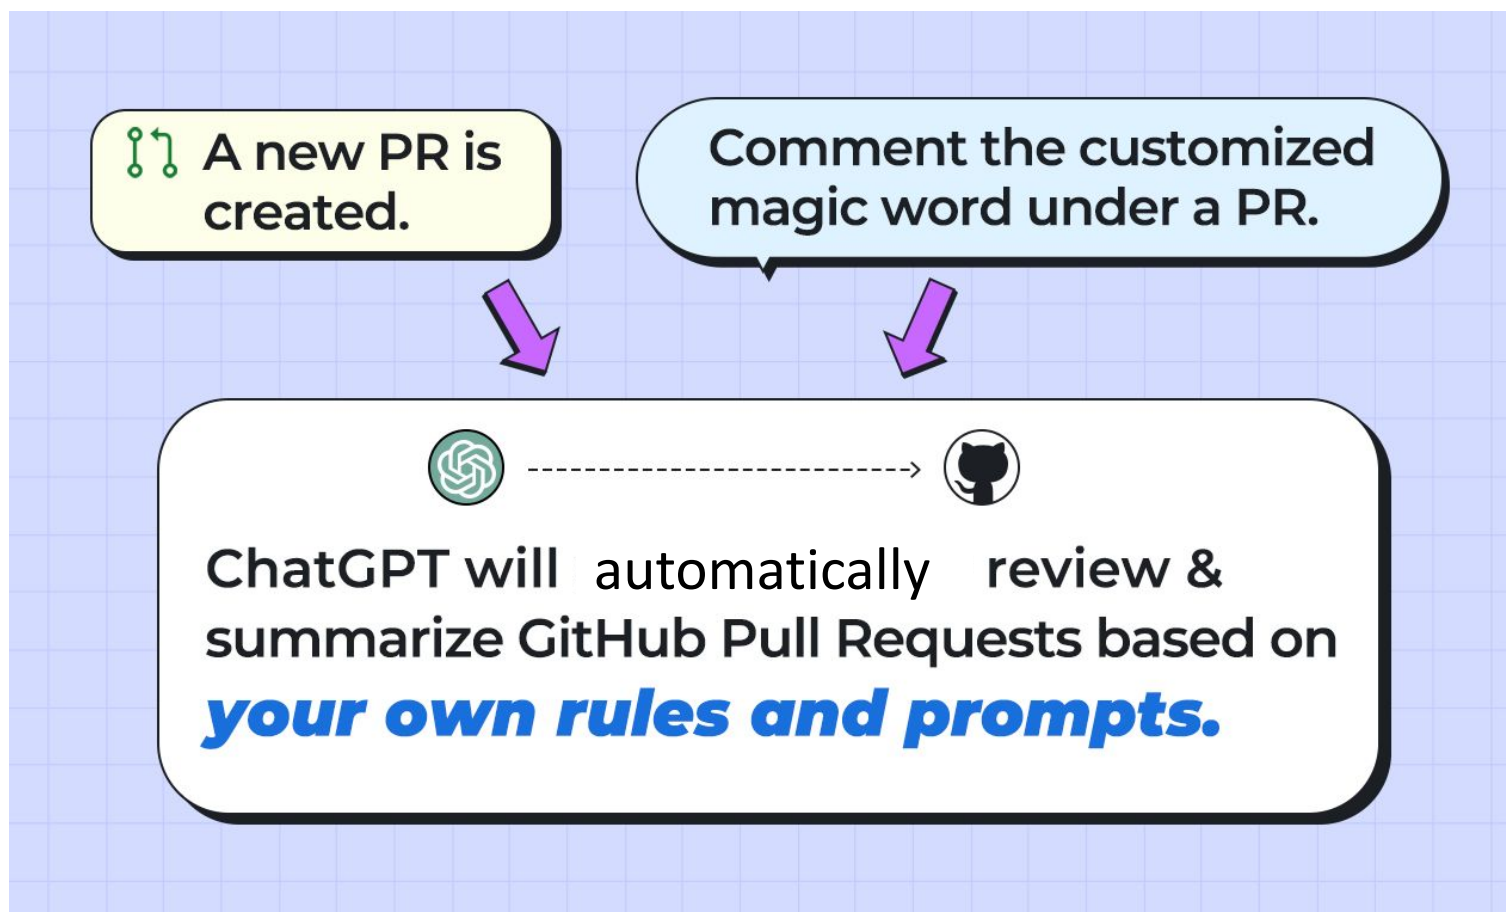 A new PR is
created.
Comment the customized
magic word under a PR.
ChatGPT will automatically review &
summarize GitHub Pull Requests based on
your own rules and prompts.